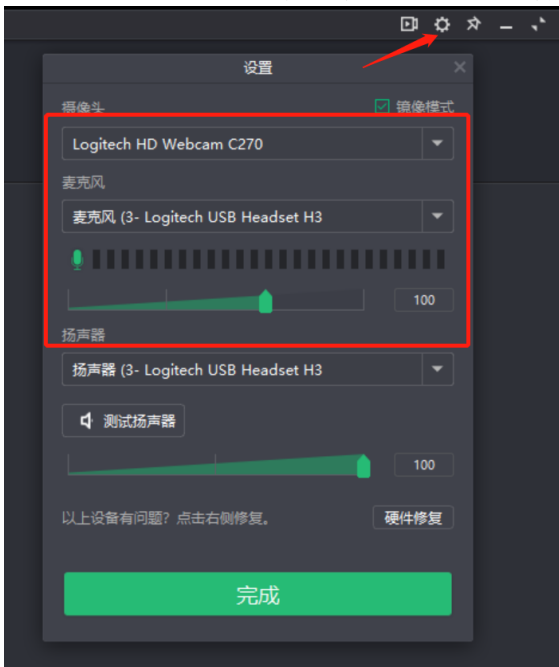 设置
摄像头
镜像模式
Logitech HD Webcam C270
麦克风
麦克风 (3- Logitech USB Headset H3
100
扬声器
扬声器 (3- Logitech USB Headset H3
测试扬声器
100
以上设备有问题? 点击右侧修复。
硬件修复
完成